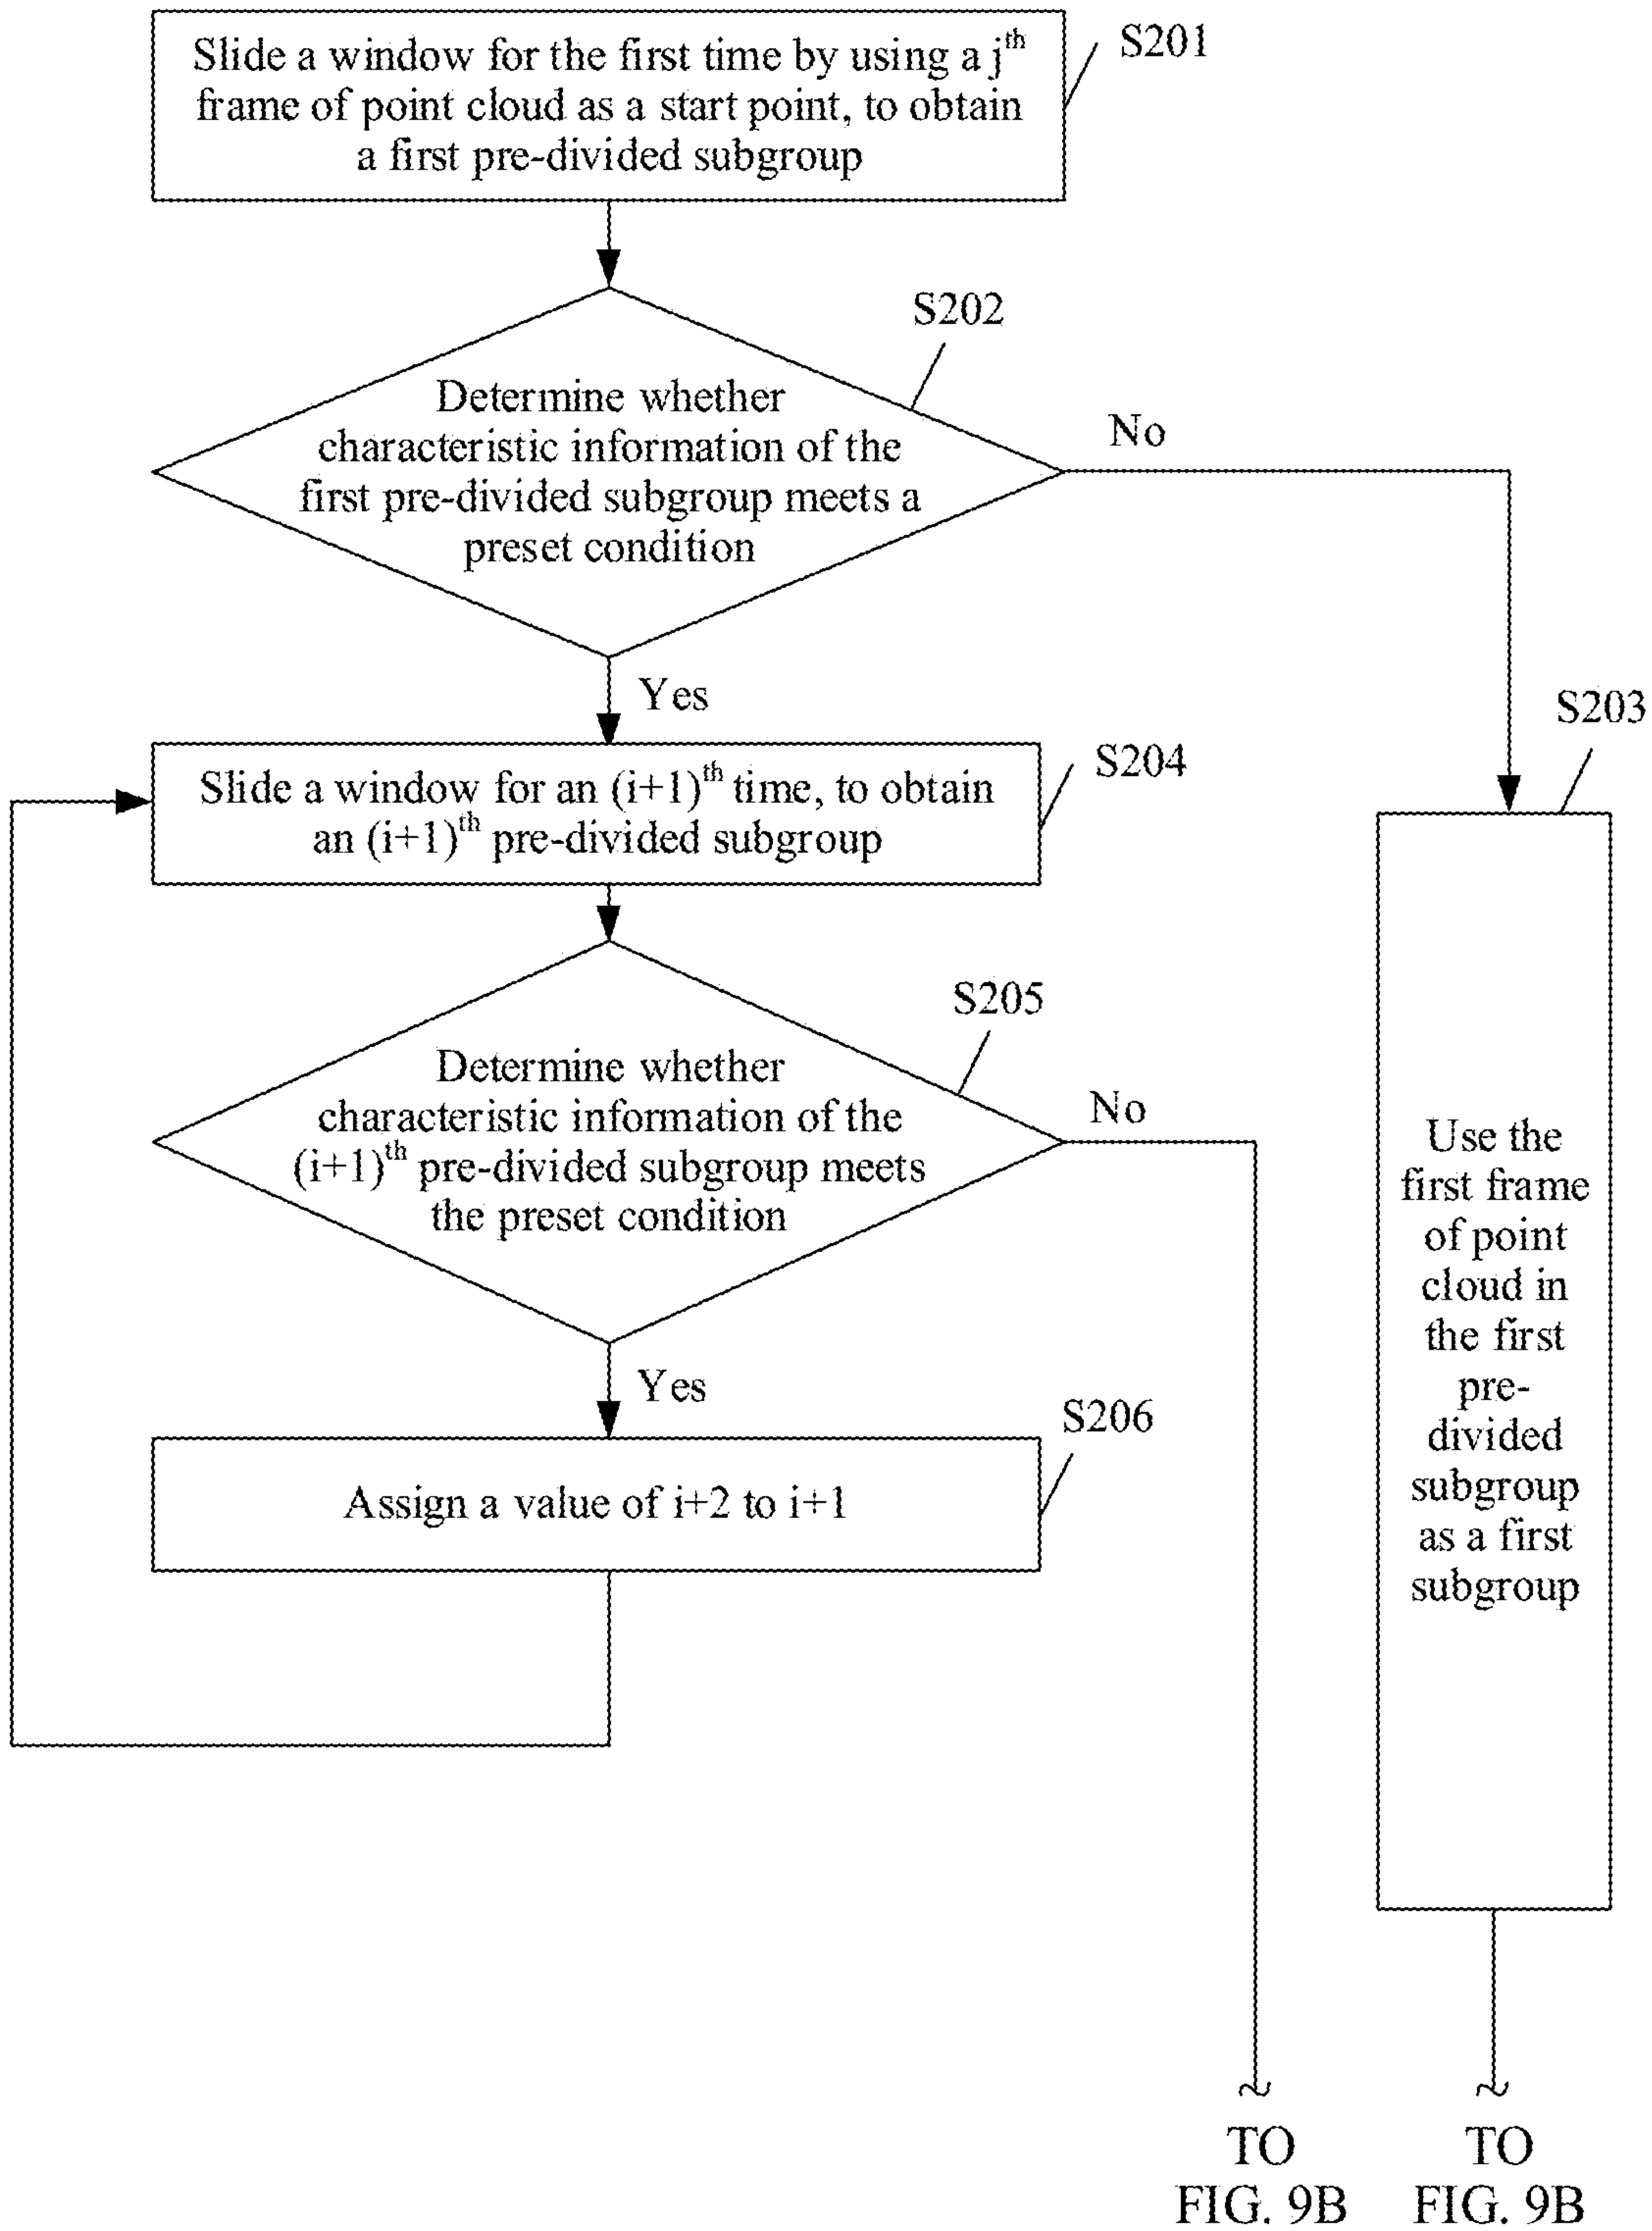 Slide a window for the first time by using a jth
frame of point cloud as a start point, to obtain
a first pre-divided subgroup
S201
S202
Determine whether
characteristic information of the
first pre-divided subgroup meets a
preset condition
No
Yes
S203
Slide a window for an (i+1)th time, to obtain
an (i+1)th pre-divided subgroup
S204
S205
Determine whether
characteristic information of the
(i+1)th pre-divided subgroup meets
the preset condition
No
Yes
Use the
first frame
of point
cloud in
the first
pre-
divided
subgroup
as a first
subgroup
S206
Assign a value of i+2 to i+1
TO
FIG. 9B
TO
FIG. 9B